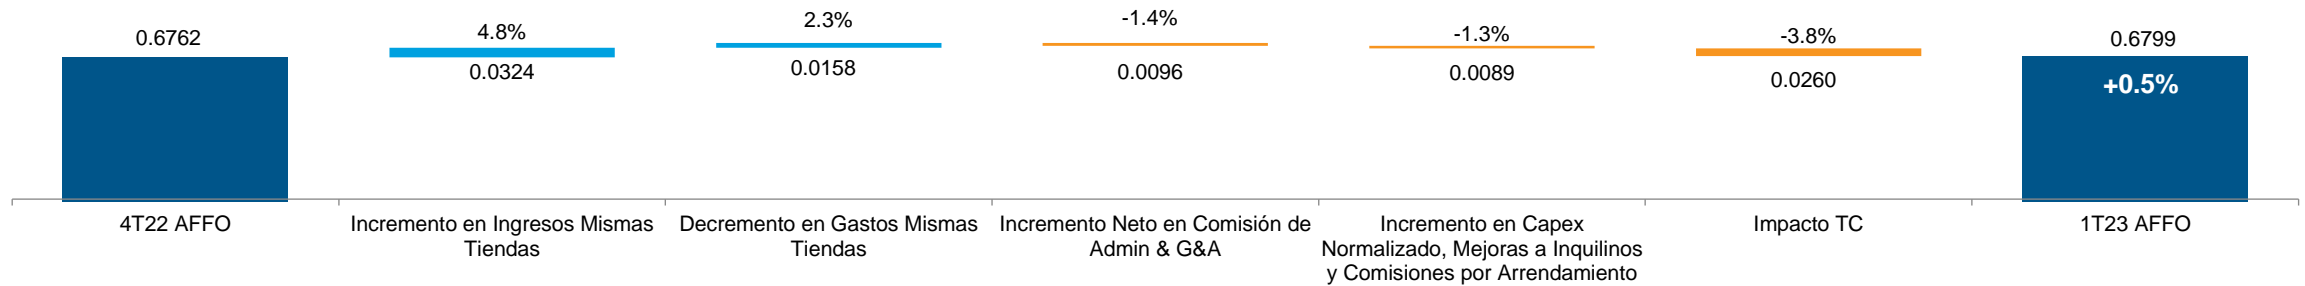 0.6762
4.8%
0.0324
2.3%
0.0158
-1.4%
0.0096
-1.3%
0.0089
-3.8%
0.0260
0.6799
+0.5%
4T22 AFFO
Incremento en Ingresos Mismas
Tiendas
Decremento en Gastos Mismas
Tiendas
Incremento Neto en Comisión de
Admin & G&A
Incremento en Capex
Normalizado, Mejoras a Inquilinos
y Comisiones por Arrendamiento
Impacto TC
1T23 AFFO